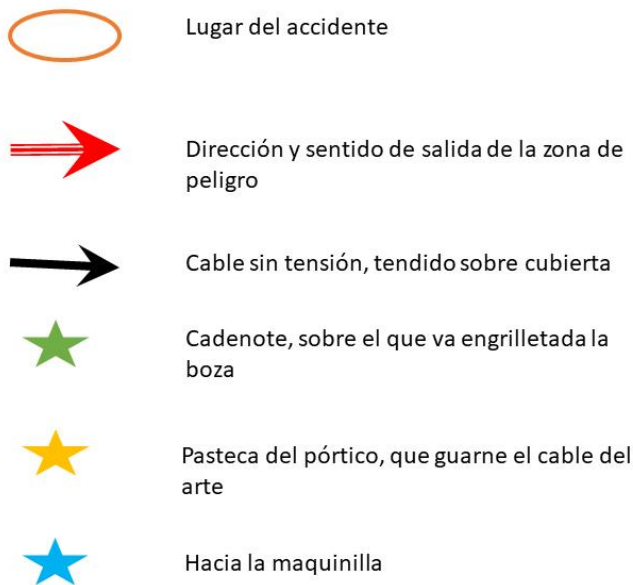 Lugar del accidente
Dirección y sentido de salida de la zona de
peligro
Cable sin tensión, tendido sobre cubierta
Cadenote, sobre el que va engrilletada la
boza
Pasteca del pórtico, que guarne el cable del
arte
Hacia la maquinilla